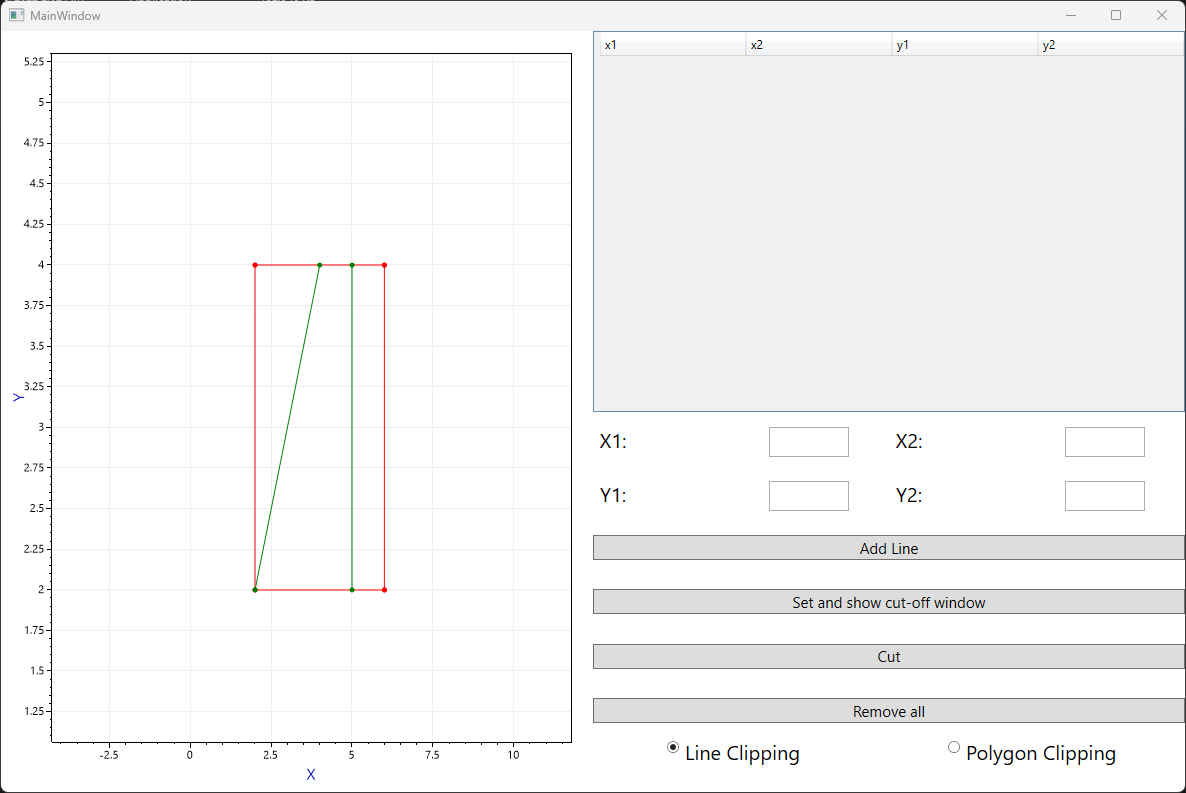 MainWindow
5.25
5
4.75
4.5
4.25
4
3.75
3.5
3.25
3
2.75
2.5
2.25
2
1.75
1.5
1.25
Y
-2.5 0 2.5 5 7.5 10
X
x1 x2 y1 y2
X1: X2:
Y1: Y2:
Add Line
Set and show cut-off window
Cut
Remove all
Line Clipping Polygon Clipping